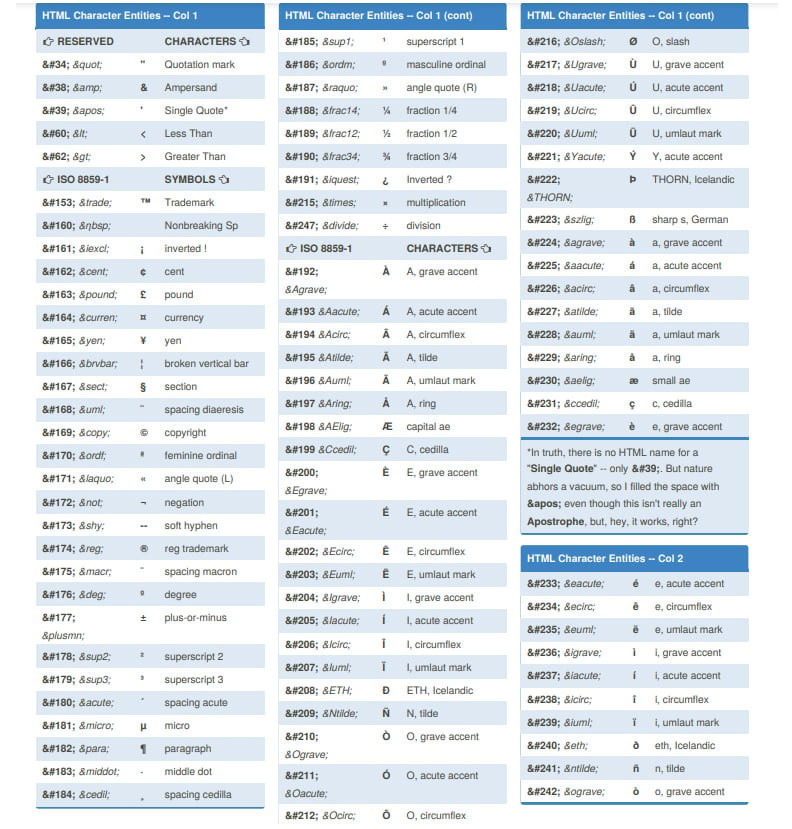 HTML Character Entities -- Col 1
👉 RESERVED CHARACTERS 👈
&#34; &quot; " Quotation mark
&#38; &amp; & Ampersand
&#39; &apos; ' Single Quote*
&#60; &lt; < Less Than
&#62; &gt; > Greater Than
👉 ISO 8859-1 SYMBOLS 👈
&#153; &trade; ™ Trademark
&#160; &nbsp; Nonbreaking Sp
&#161; &iexcl; ¡ inverted !
&#162; &cent; ¢ cent
&#163; &pound; £ pound
&#164; &curren; ¤ currency
&#165; &yen; ¥ yen
&#166; &brvbar; ¦ broken vertical bar
&#167; &sect; § section
&#168; &uml; ¨ spacing diaeresis
&#169; &copy; © copyright
&#170; &ordf; ª feminine ordinal
&#171; &laquo; « angle quote (L)
&#172; &not; ¬ negation
&#173; &shy; -- soft hyphen
&#174; &reg; ® reg trademark
&#175; &macr; ¯ spacing macron
&#176; &deg; º degree
&#177; ± plus-or-minus
&plusmn;
&#178; &sup2; ² superscript 2
&#179; &sup3; ³ superscript 3
&#180; &acute; ´ spacing acute
&#181; &micro; µ micro
&#182; &para; ¶ paragraph
&#183; &middot; · middle dot
&#184; &cedil; ¸ spacing cedilla
HTML Character Entities -- Col 1 (cont)
&#185; &sup1; ¹ superscript 1
&#186; &ordm; º masculine ordinal
&#187; &raquo; » angle quote (R)
&#188; &frac14; ¼ fraction 1/4
&#189; &frac12; ½ fraction 1/2
&#190; &frac34; ¾ fraction 3/4
&#191; &iquest; ¿ Inverted ?
&#215; &times; × multiplication
&#247; &divide; ÷ division
👉 ISO 8859-1 CHARACTERS 👈
&#192; À A, grave accent
&Agrave;
&#193 &Aacute; Á A, acute accent
&#194 &Acirc; Â A, circumflex
&#195 &Atilde; Ã A, tilde
&#196 &Auml; Ä A, umlaut mark
&#197 &Aring; Å A, ring
&#198 &AElig; Æ capital ae
&#199 &Ccedil; Ç C, cedilla
&#200; È E, grave accent
&Egrave;
&#201; É E, acute accent
&Eacute;
&#202; &Ecirc; Ê E, circumflex
&#203; &Euml; Ë E, umlaut mark
&#204; &Igrave; Ì I, grave accent
&#205; &Iacute; Í I, acute accent
&#206; &Icirc; Î I, circumflex
&#207; &Iuml; Ï I, umlaut mark
&#208; &ETH; Ð ETH, Icelandic
&#209; &Ntilde; Ñ N, tilde
&#210; Ò O, grave accent
&Ograve;
&#211; Ó O, acute accent
&Oacute;
&#212; &Ocirc; Ô O, circumflex
HTML Character Entities -- Col 1 (cont)
&#216; &Oslash; Ø O, slash
&#217; &Ugrave; Ù U, grave accent
&#218; &Uacute; Ú U, acute accent
&#219; &Ucirc; Û U, circumflex
&#220; &Uuml; Ü U, umlaut mark
&#221; &Yacute; Ý Y, acute accent
&#222; Þ THORN, Icelandic
&THORN;
&#223; &szlig; ß sharp s, German
&#224; &agrave; à a, grave accent
&#225; &aacute; á a, acute accent
&#226; &acirc; â a, circumflex
&#227; &atilde; ã a, tilde
&#228; &auml; ä a, umlaut mark
&#229; &aring; å a, ring
&#230; &aelig; æ small ae
&#231; &ccedil; ç c, cedilla
&#232; &egrave; è e, grave accent
*In truth, there is no HTML name for a
"Single Quote" -- only &#39;. But nature
abhors a vacuum, so I filled the space with
&apos; even though this isn't really an
Apostrophe, but, hey, it works, right?
HTML Character Entities -- Col 2
&#233; &eacute; é e, acute accent
&#234; &ecirc; ê e, circumflex
&#235; &euml; ë e, umlaut mark
&#236; &igrave; ì i, grave accent
&#237; &iacute; í i, acute accent
&#238; &icirc; î i, circumflex
&#239; &iuml; ï i, umlaut mark
&#240; &eth; ð eth, Icelandic
&#241; &ntilde; ñ n, tilde
&#242; &ograve; ò o, grave accent